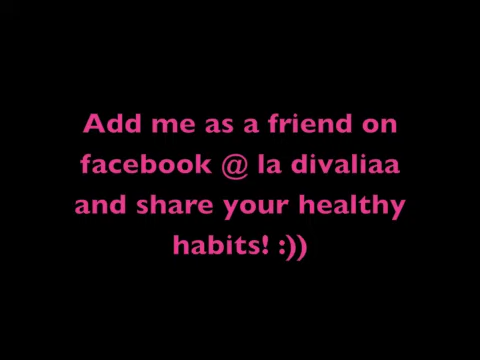 Add me as a friend on
facebook @ la divaliaa
and share your healthy
habits! :))